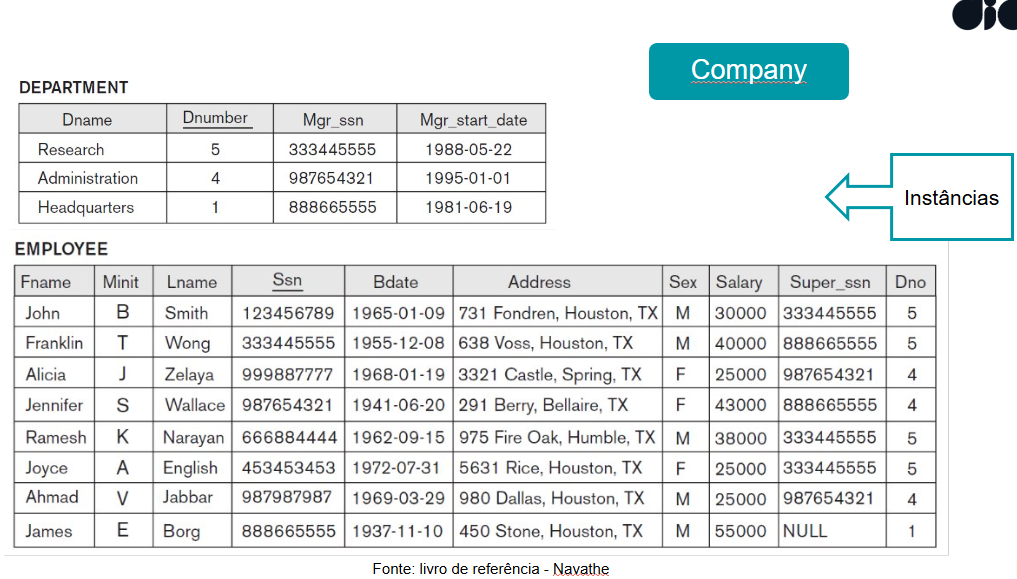 Company
DEPARTMENT
Dname Dnumber Mgr_ssn Mgr_start_date
Research 5 333445555 1988-05-22
Administration 4 987654321 1995-01-01
Headquarters 1 888665555 1981-06-19
Instâncias
EMPLOYEE
Fname Minit Lname Ssn Bdate Address Sex Salary Super_ssn Dno
John B Smith 123456789 1965-01-09 731 Fondren, Houston, TX M 30000 333445555 5
Franklin T Wong 333445555 1955-12-08 638 Voss, Houston, TX M 40000 888665555 5
Alicia J Zelaya 999887777 1968-01-19 3321 Castle, Spring, TX F 25000 987654321 4
Jennifer S Wallace 987654321 1941-06-20 291 Berry, Bellaire, TX F 43000 888665555 4
Ramesh K Narayan 666884444 1962-09-15 975 Fire Oak, Humble, TX M 38000 333445555 5
Joyce A English 453453453 1972-07-31 5631 Rice, Houston, TX F 25000 333445555 5
Ahmad V Jabbar 987987987 1969-03-29 980 Dallas, Houston, TX M 25000 987654321 4
James E Borg 888665555 1937-11-10 450 Stone, Houston, TX M 55000 NULL 1
Fonte: livro de referência - Navathe